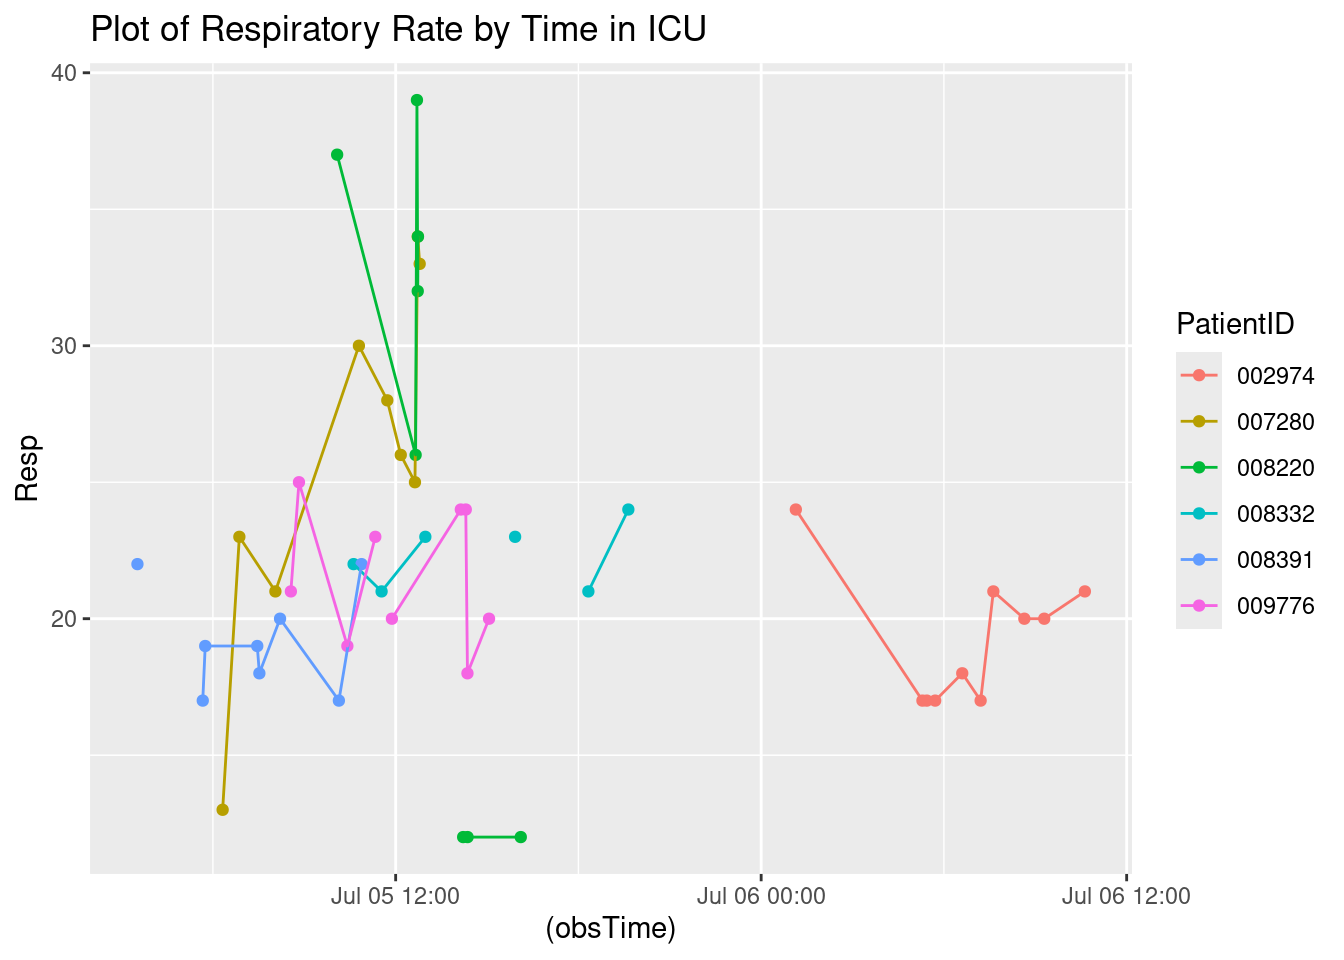 Plot of Respiratory Rate by Time in ICU
40
30
20
Resp
Jul 05 12:00
Jul 06 00:00
Jul 06 12:00
(obsTime)
PatientID
002974
007280
008220
008332
008391
009776